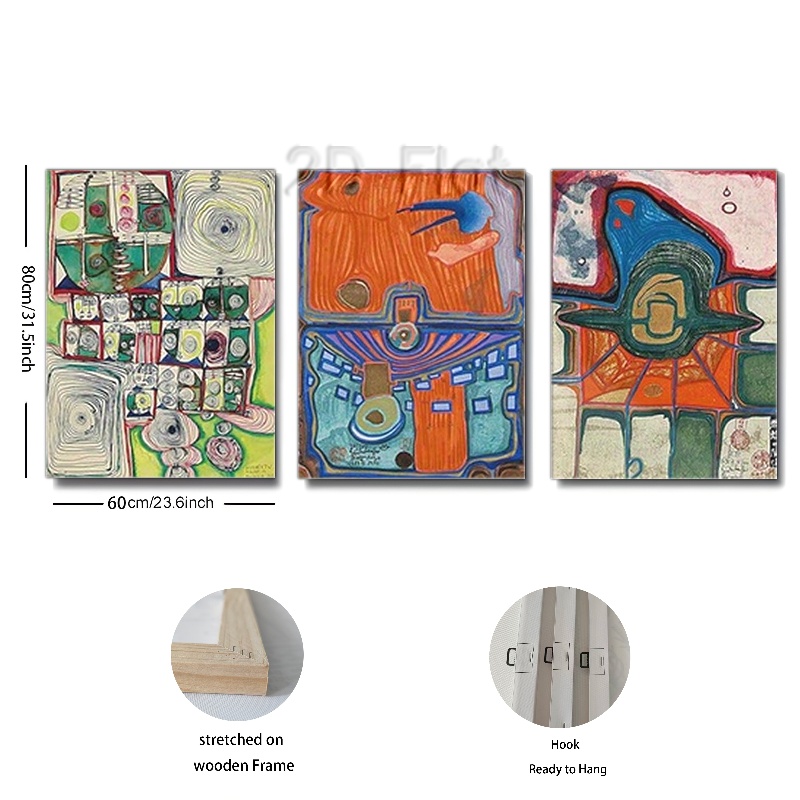 2D Flat
80cm/31.5inch
60cm/23.6inch
stretched on
wooden Frame
Hook
Ready to Hang